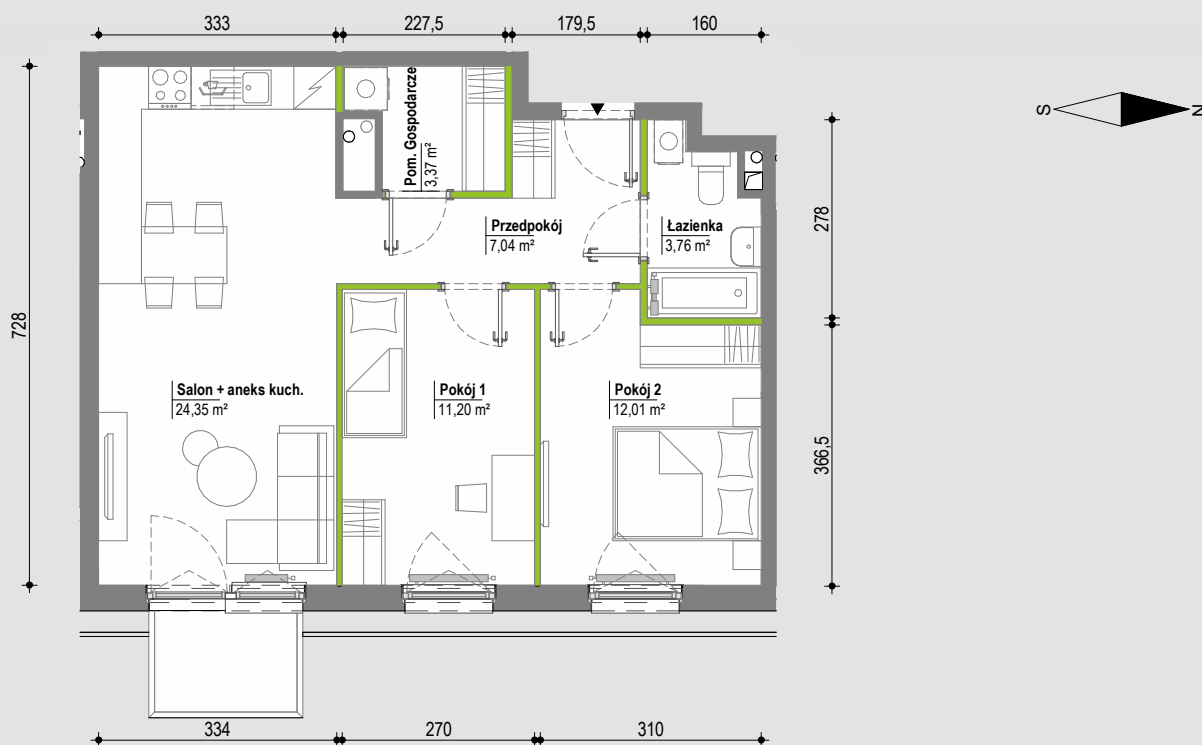 333
227,5
179,5
160
S
N
Pom. Gospodarcze
3,37 m²
Przedpokój
7,04 m²
Łazienka
3,76 m²
278
728
Salon + aneks kuch.
24,35 m²
Pokój 1
11,20 m²
Pokój 2
12,01 m²
366,5
334
270
310